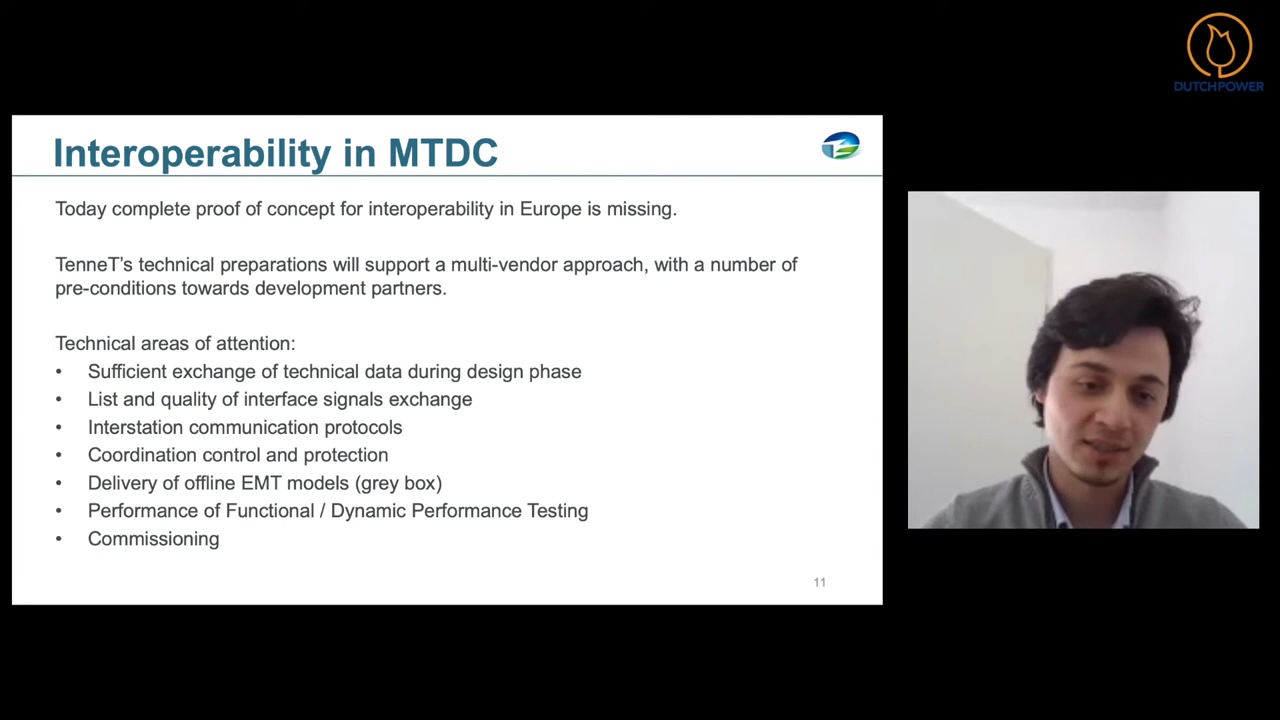 DUTCH POWER
Interoperability in MTDC
Today complete proof of concept for interoperability in Europe is missing.
TenneT’s technical preparations will support a multi-vendor approach, with a number of
pre-conditions towards development partners.
Technical areas of attention:
• Sufficient exchange of technical data during design phase
• List and quality of interface signals exchange
• Interstation communication protocols
• Coordination control and protection
• Delivery of offline EMT models (grey box)
• Performance of Functional / Dynamic Performance Testing
• Commissioning
11